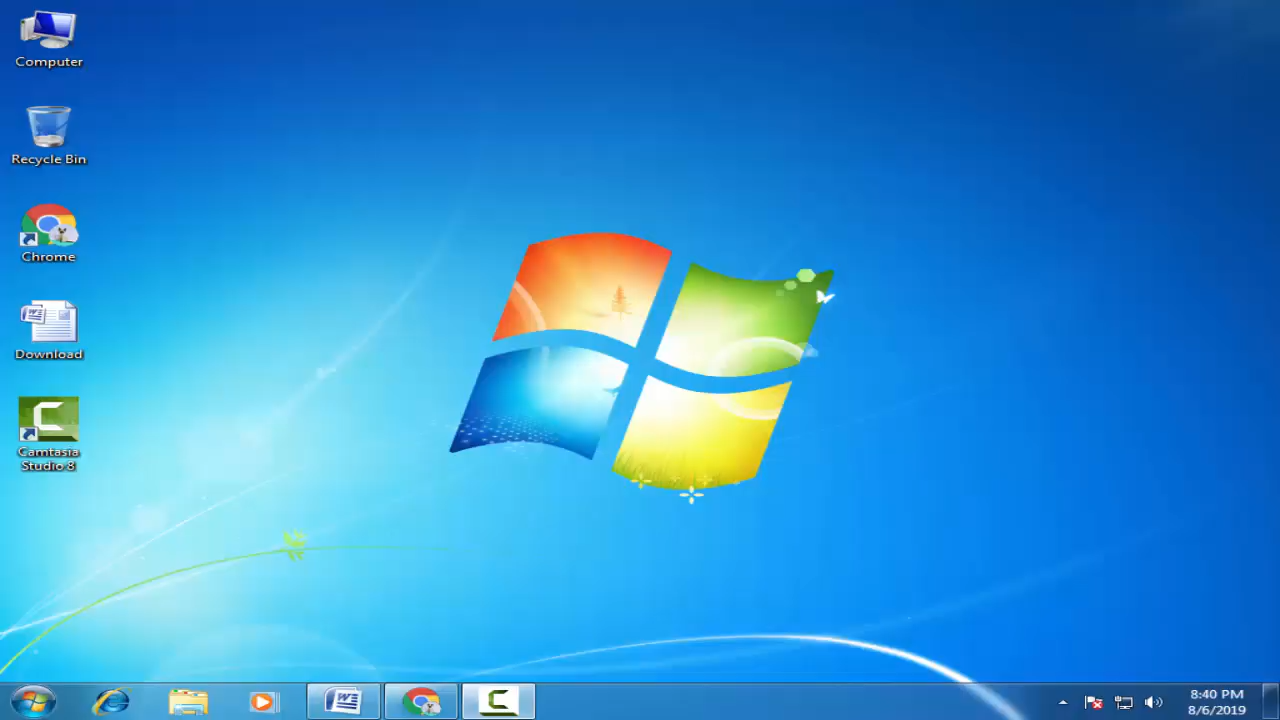 Computer
Recycle Bin
Chrome
Download
Camtasia
Studio 8
8:40 PM
8/6/2019